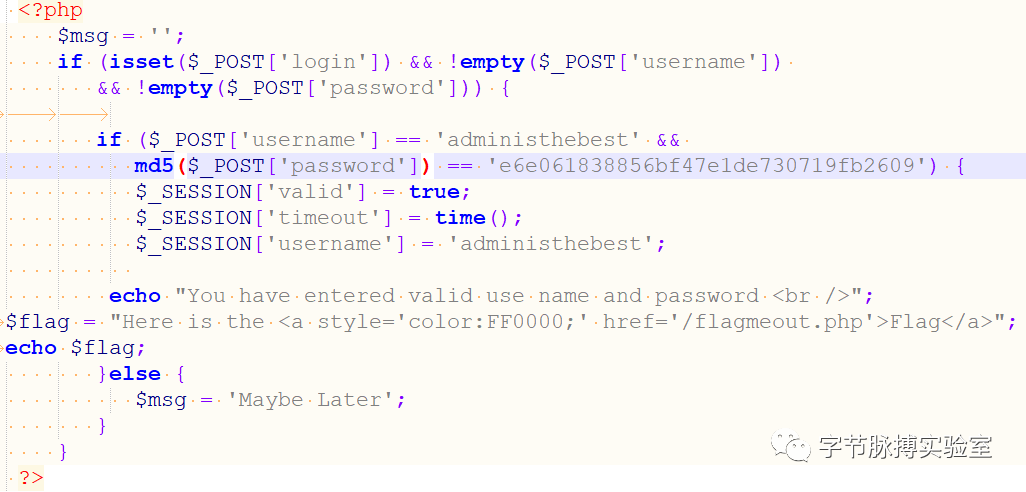 <?php
$msg = '';
if (isset($_POST['login']) && !empty($_POST['username'])
&& !empty($_POST['password'])) {
if ($_POST['username'] == 'administhebest' &&
md5($_POST['password']) == 'e6e061838856bf47e1de730719fb2609') {
$_SESSION['valid'] = true;
$_SESSION['timeout'] = time();
$_SESSION['username'] = 'administhebest';
echo "You have entered valid use name and password <br />";
$flag = "Here is the <a style='color:FF0000;' href='/flagmeout.php'>Flag</a>";
echo $flag;
}else {
$msg = 'Maybe Later';
}
}
?>
字节脉搏实验室